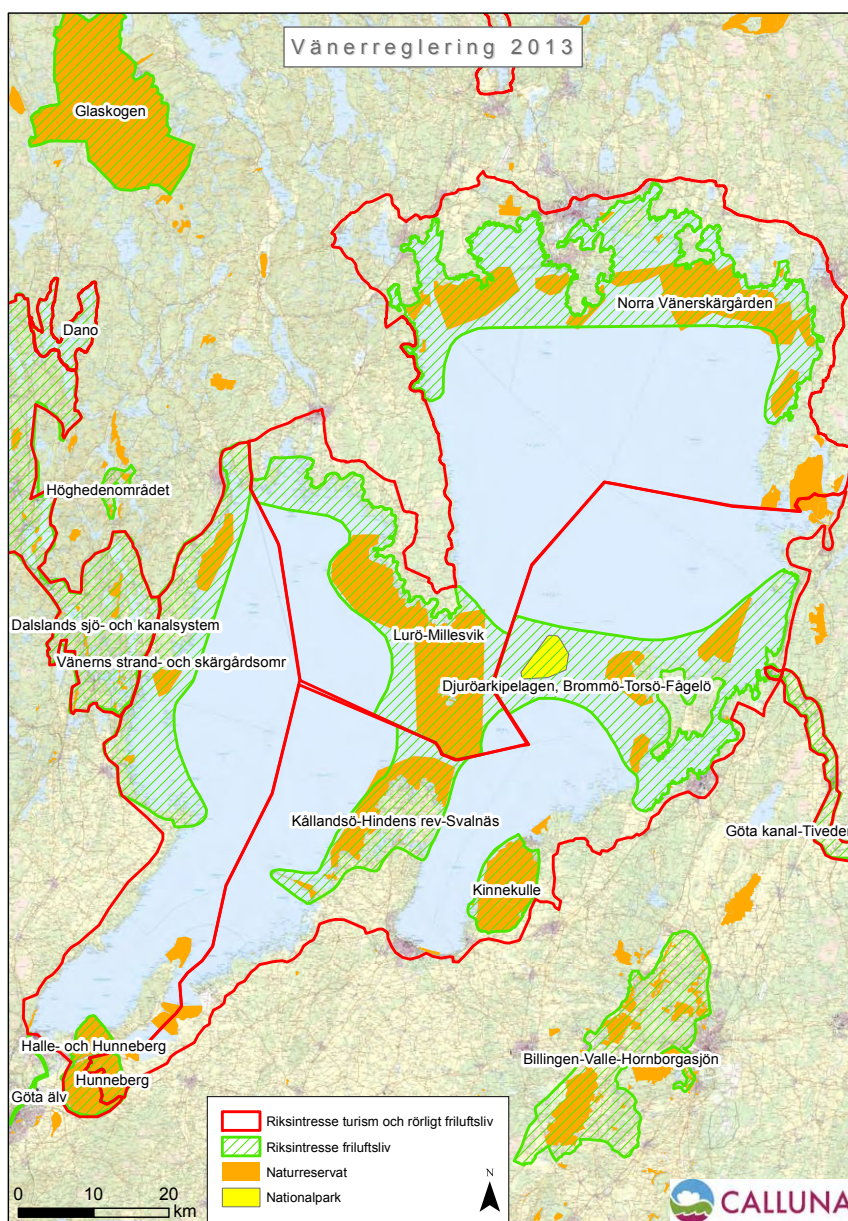 Vänerreglering 2013
Glaskogen
Norra Vänerskärgården
Dano
Höghedenområdet
Dalslands sjö- och kanalsystem
Lurö-Millesvik
Vänerns strand- och skärgårdsomr
Djuröarkipelagen, Brommö-Torsö-Fågelö
Kållandsö-Hindens rev-Svalnäs
Göta kanal-Tiveden
Kinnekulle
Halle- och Hunneberg
Billingen-Valle-Hornborgasjön
Hunneberg
Göta älv
Riksintresse turism och rörligt friluftsliv
Riksintresse friluftsliv
Naturreservat
Nationalpark
N
0 10 20
km
CALLUNA